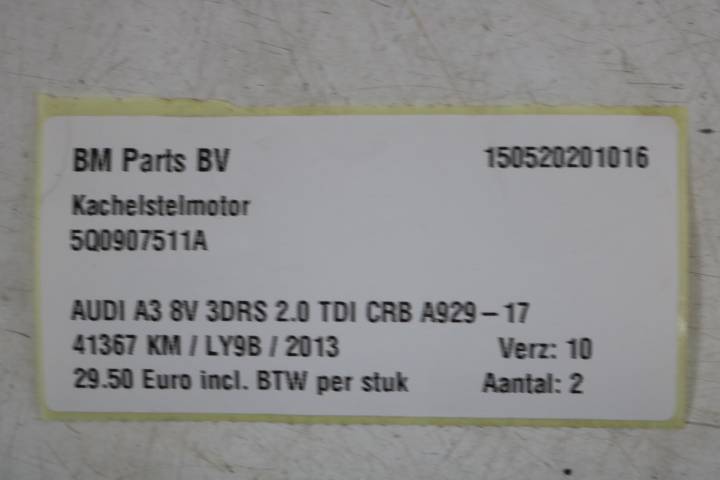 BM Parts BV 150520201016
Kachelstelmotor
5Q0907511A
AUDI A3 8V 3DRS 2.0 TDI CRB A929-17
41367 KM / LY9B / 2013 Verz: 10
29.50 Euro incl. BTW per stuk Aantal: 2